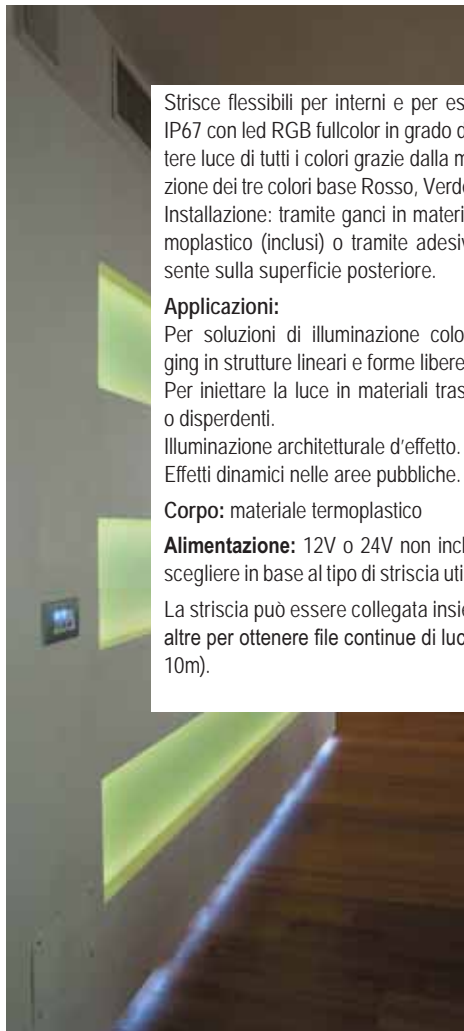 Strisce flessibili per interni e per es
IP67 con led RGB fullcolor in grado d
tere luce di tutti i colori grazie dalla m
zione dei tre colori base Rosso, Verd
Installazione: tramite ganci in materi
moplastico (inclusi) o tramite adesiv
sente sulla superficie posteriore.
Applicazioni:
Per soluzioni di illuminazione colo
ging in strutture lineari e forme libere
Per iniettare la luce in materiali tras
o disperdenti.
Illuminazione architetturale d'effetto.
Effetti dinamici nelle aree pubbliche.
Corpo: materiale termoplastico
Alimentazione: 12V o 24V non incl
scegliere in base al tipo di striscia uti
La striscia può essere collegata insie
altre per ottenere file continue di luc
10m).